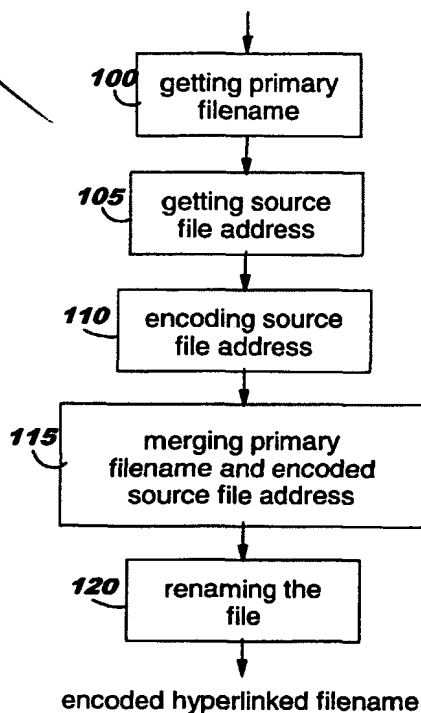 100
getting primary
filename
105
getting source
file address
110
encoding source
file address
115
merging primary
filename and encoded
source file address
120
renaming the
file
encoded hyperlinked filename